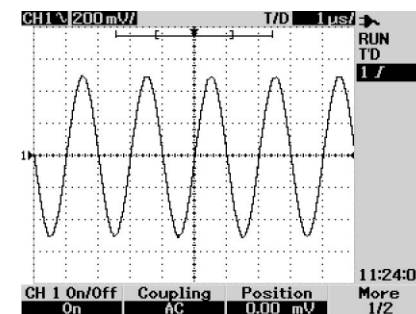 CH1 200 mV/ T/D 1 µs/
RUN
T'D
1
1
11:24:0
CH 1 On/Off Coupling Position More
On AC 0.00 mV 1/2